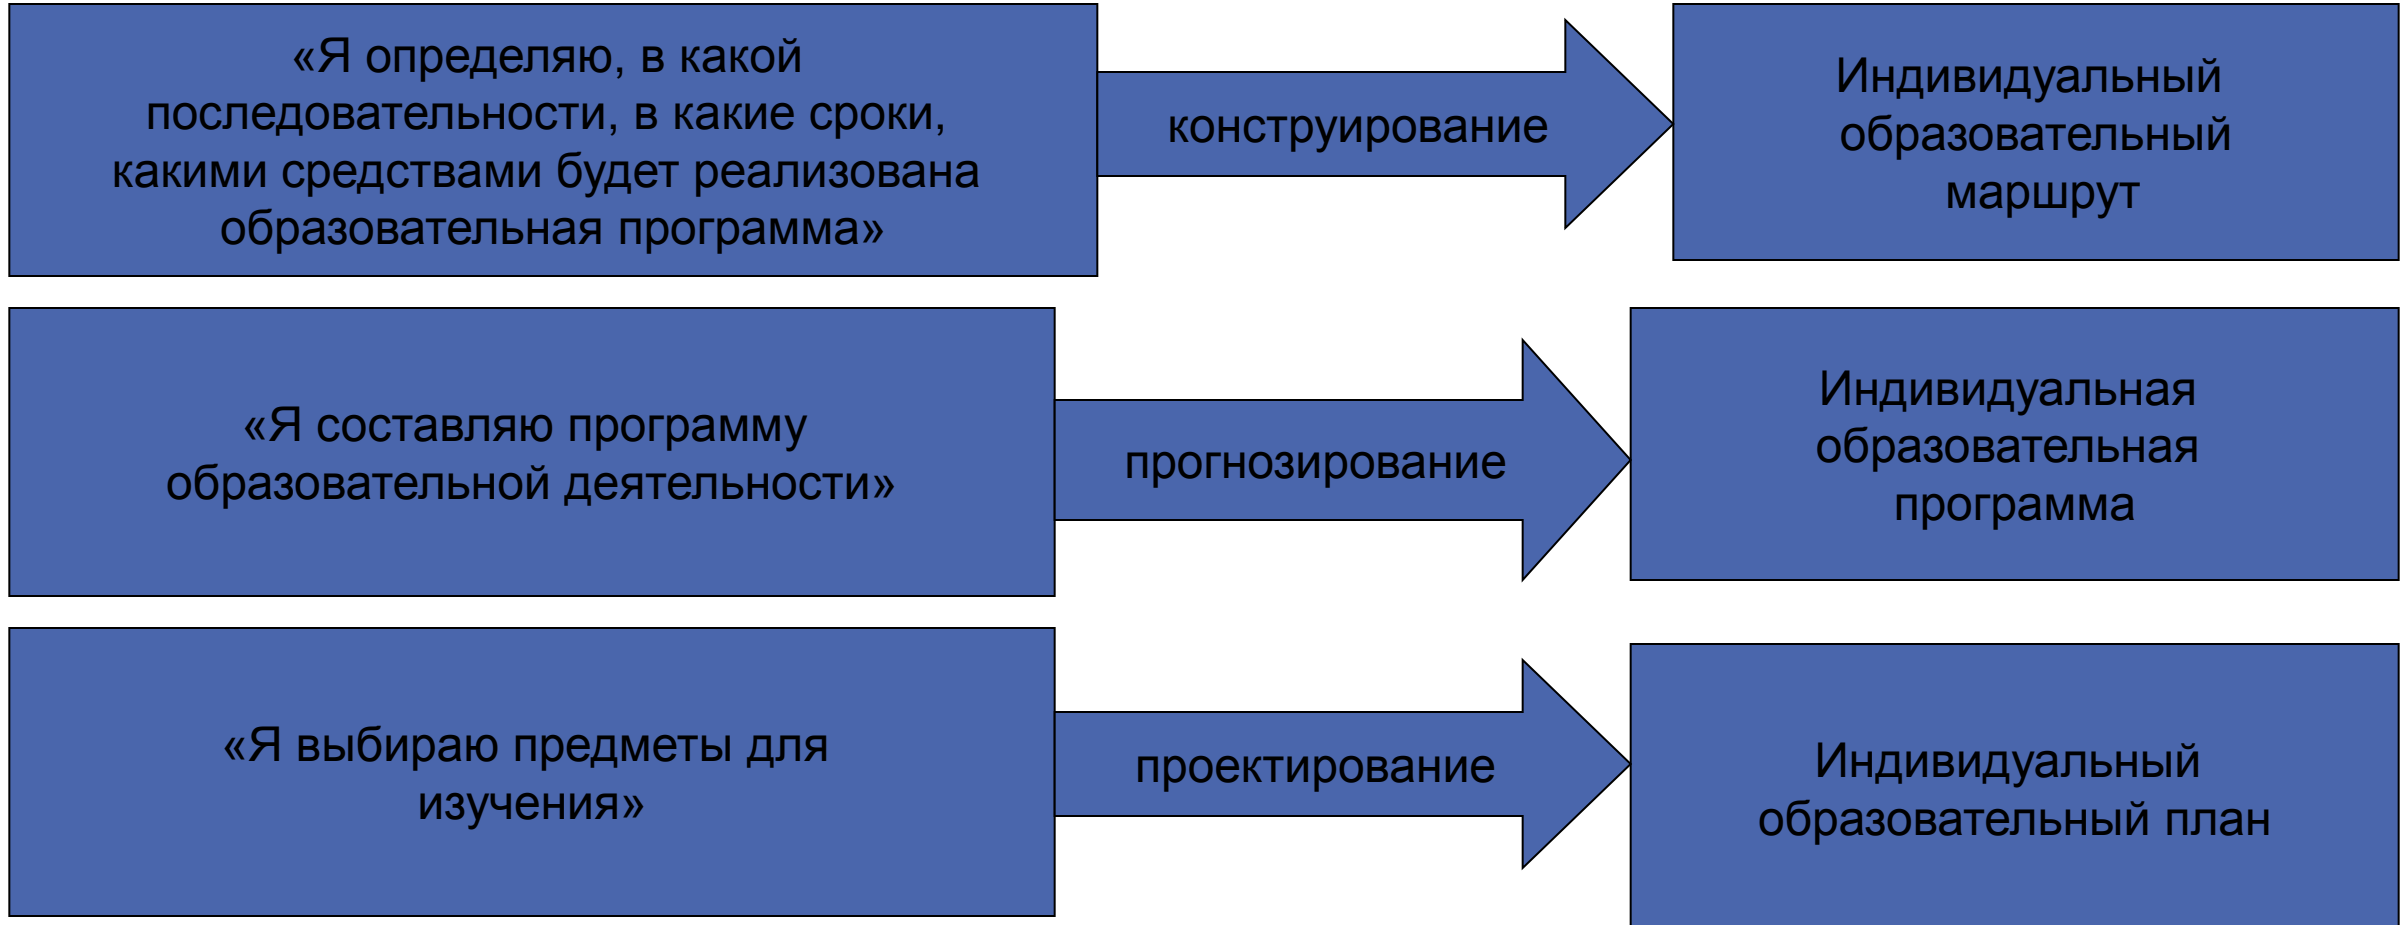 «Я определяю, в какой
последовательности, в какие сроки,
какими средствами будет реализована
образовательная программа»
конструирование
Индивидуальный
образовательный
маршрут
«Я составляю программу
образовательной деятельности»
прогнозирование
Индивидуальная
образовательная
программа
«Я выбираю предметы для
изучения»
проектирование
Индивидуальный
образовательный план